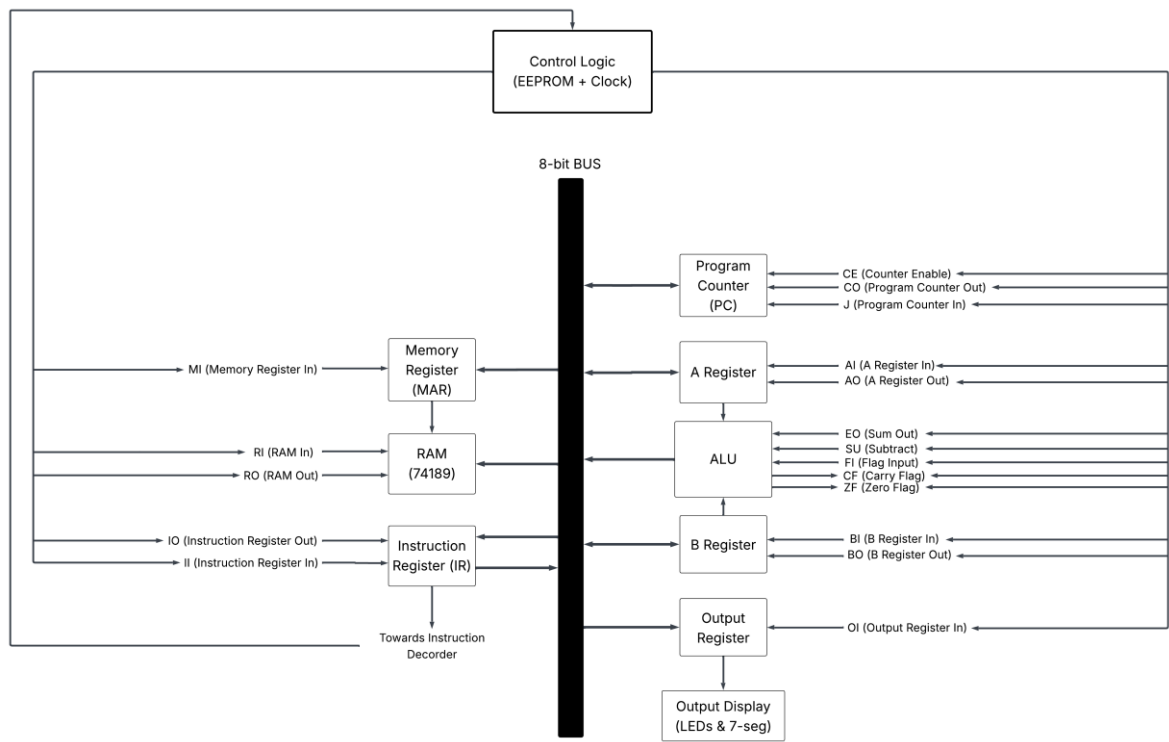 Control Logic
(EEPROM + Clock)
8-bit BUS
Program
Counter
(PC)
CE (Counter Enable)
CO (Program Counter Out)
J (Program Counter In)
MI (Memory Register In)
Memory
Register
(MAR)
A Register
AI (A Register In)
AO (A Register Out)
RI (RAM In)
RO (RAM Out)
RAM
(74189)
ALU
EO (Sum Out)
SU (Subtract)
FI (Flag Input)
CF (Carry Flag)
ZF (Zero Flag)
IO (Instruction Register Out)
II (Instruction Register In)
Instruction
Register (IR)
B Register
BI (B Register In)
BO (B Register Out)
Towards Instruction
Decorder
Output
Register
OI (Output Register In)
Output Display
(LEDs & 7-seg)